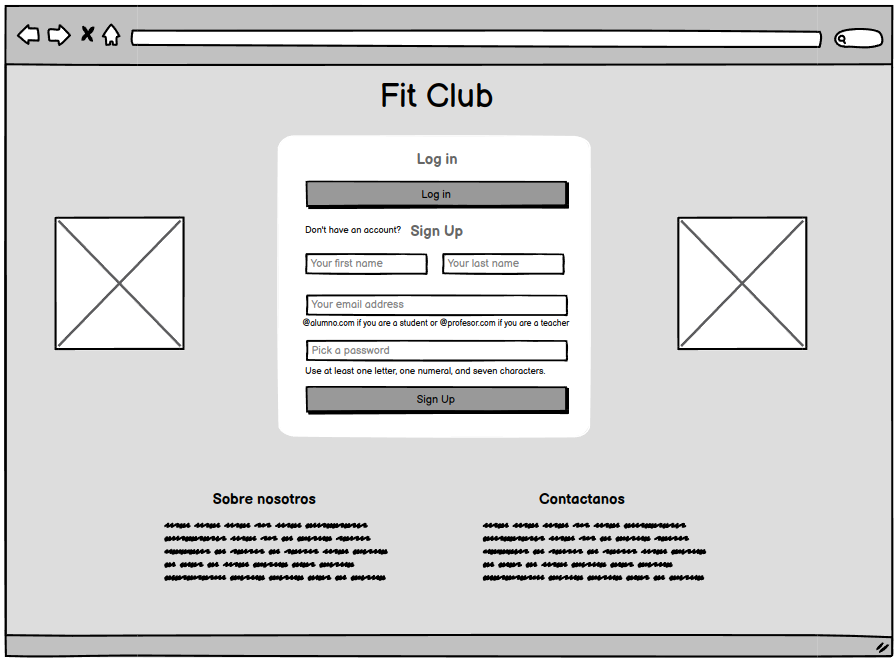 Fit Club
Log in
Log in
Don't have an account? Sign Up
Your first name Your last name
Your email address
@alumno.com if you are a student or @profesor.com if you are a teacher
Pick a password
Use at least one letter, one numeral, and seven characters.
Sign Up
Sobre nosotros
Contactanos